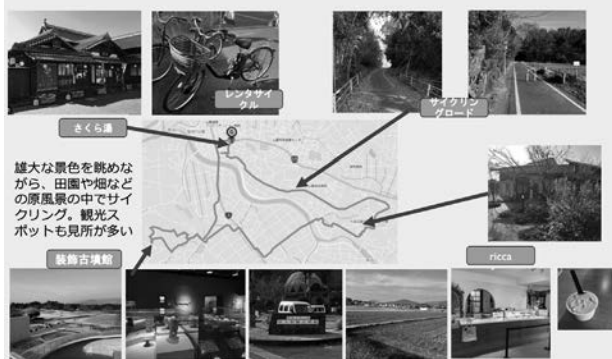 レンタサイ
クル
サイクリン
グロード
さくら湯
雄大な景色を眺めな
がら、田園や畑など
の原風景の中でサイ
クリング。観光ス
ポットも見所が多い
装飾古墳館
ricca